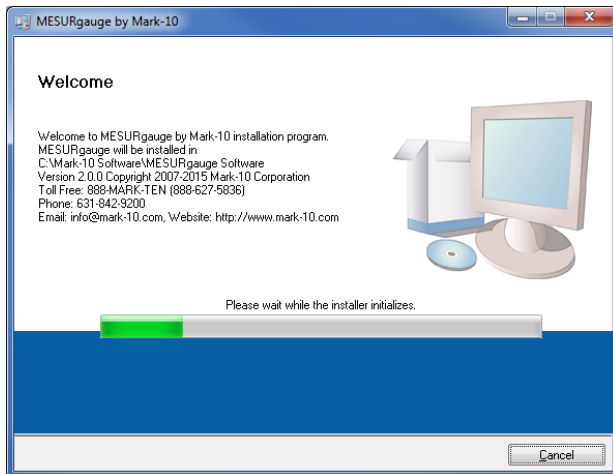 MESURgauge by Mark-10
Welcome
Welcome to MESURgauge by Mark-10 installation program.
MESURgauge will be installed in
C:\Mark-10 Software\MESURgauge Software
Version 2.0.0 Copyright 2007-2015 Mark-10 Corporation
Toll Free: 888-MARK-TEN (888-627-5836)
Phone: 631-842-9200
Email: info@mark-10.com, Website: http://www.mark-10.com
Please wait while the installer initializes.
Cancel